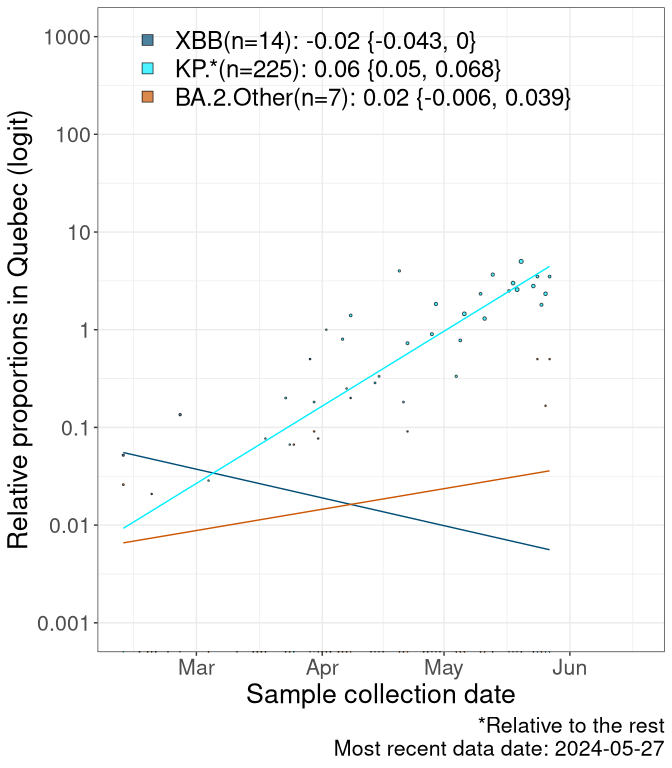 XBB(n=14): -0.02 {-0.043, 0}
KP.*(n=225): 0.06 {0.05, 0.068}
BA.2.Other(n=7): 0.02 {-0.006, 0.039}
Relative proportions in Quebec (logit)
1000
100
10
1
0.1
0.01
0.001
Mar Apr May Jun
Sample collection date
*Relative to the rest
Most recent data date: 2024-05-27